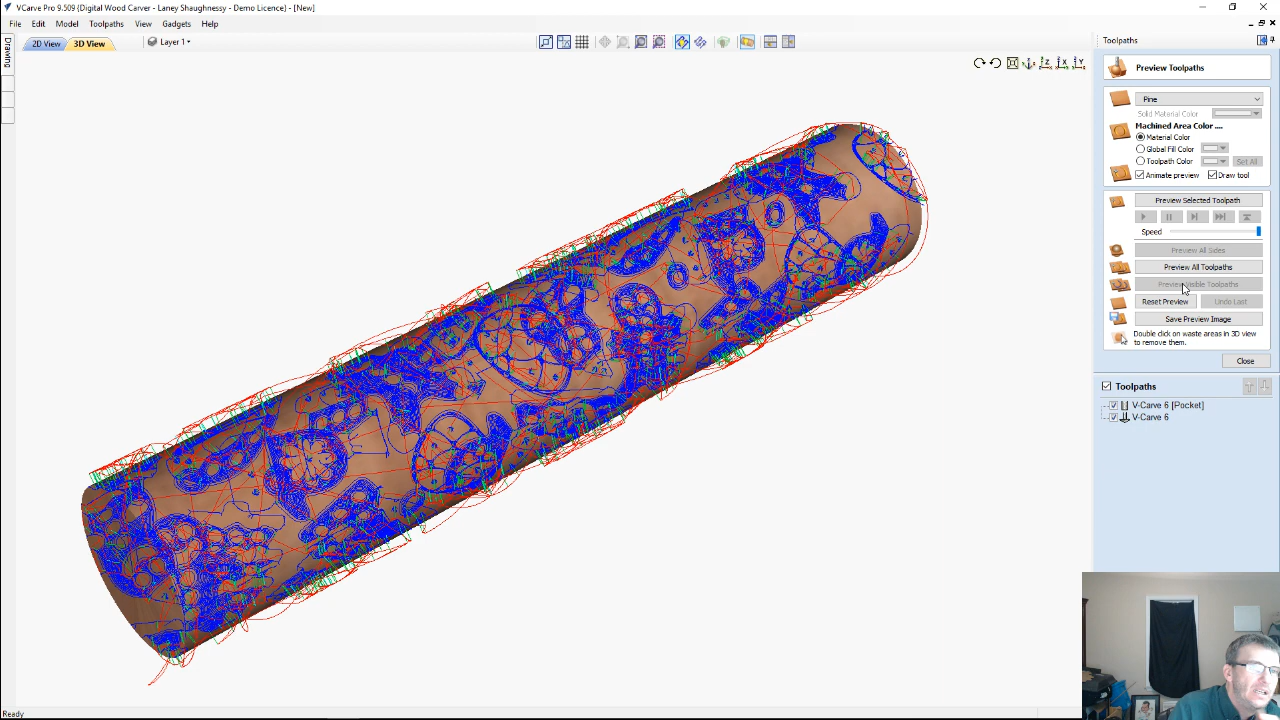 VCarve Pro 9.509 {Digital Wood Carver - Laney Shaughnessy - Demo Licence} - [New]
File Edit Model Toolpaths View Gadgets Help
Drawing
2D View 3D View Layer 1
Toolpaths
Preview Toolpaths
Pine
Solid Material Color
Machined Area Color ....
Material Color
Global Fill Color
Toolpath Color Set All
Animate preview Draw tool
Preview Selected Toolpath
Speed
Preview All Sides
Preview All Toolpaths
Preview Visible Toolpaths
Reset Preview Undo Last
Save Preview Image
Double click on waste areas in 3D view
to remove them.
Close
Toolpaths
V-Carve 6 [Pocket]
V-Carve 6
Ready